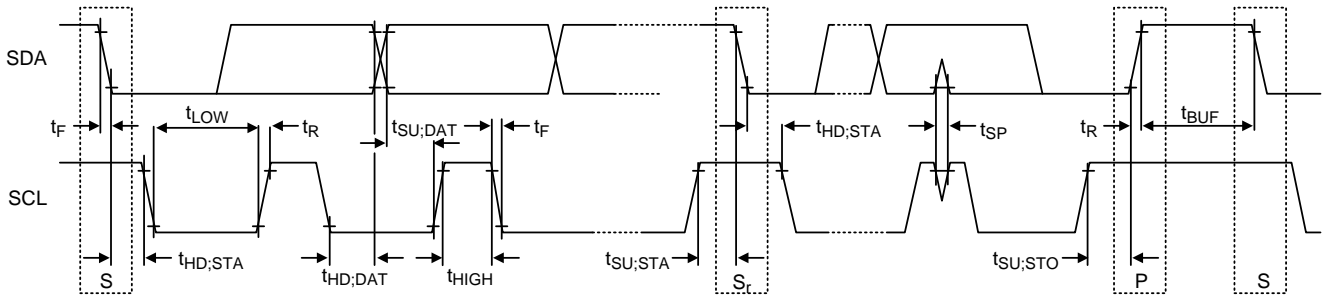 SDA
t_F t_LOW t_R t_SU;DAT t_F t_HD;STA t_SP t_R t_BUF
SCL
t_HD;STA t_HD;DAT t_HIGH t_SU;STA t_SU;STO
S S_r P S